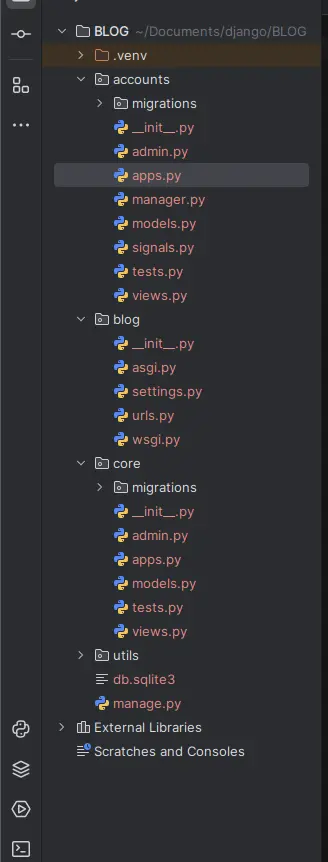 BLOG ~/Documents/django/BLOG
.venv
accounts
migrations
__init__.py
admin.py
apps.py
manager.py
models.py
signals.py
tests.py
views.py
blog
__init__.py
asgi.py
settings.py
urls.py
wsgi.py
core
migrations
__init__.py
admin.py
apps.py
models.py
tests.py
views.py
utils
db.sqlite3
manage.py
External Libraries
Scratches and Consoles